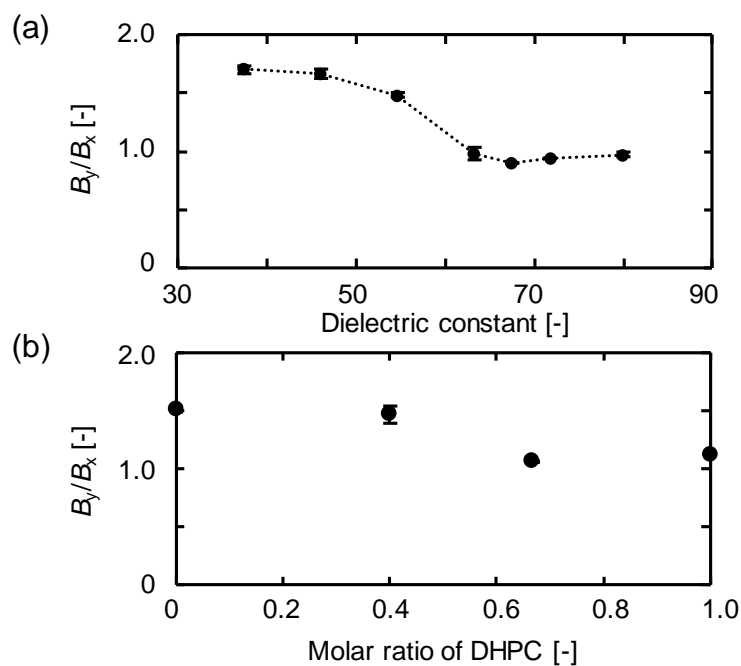 (a)
2.0
1.0
0
By/Bx [-]
30
50
70
90
Dielectric constant [-]
(b)
2.0
1.0
0
By/Bx [-]
0
0.2
0.4
0.6
0.8
1.0
Molar ratio of DHPC [-]